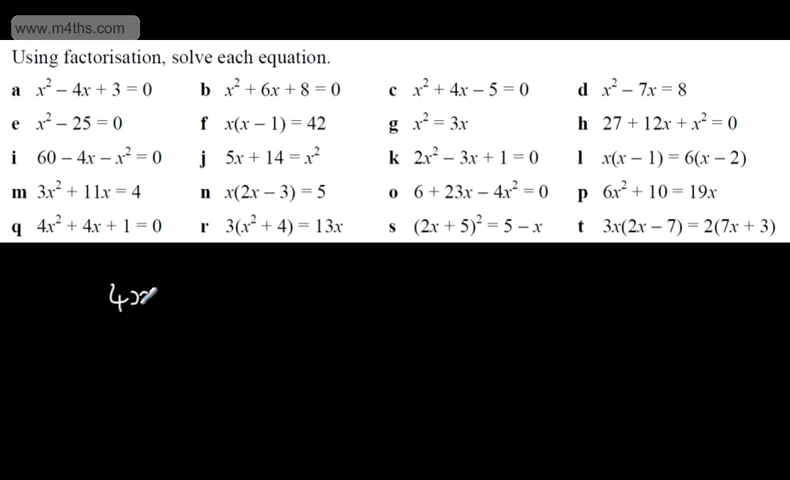 www.m4ths.com
Using factorisation, solve each equation.
a x² – 4x + 3 = 0 b x² + 6x + 8 = 0 c x² + 4x – 5 = 0 d x² – 7x = 8
e x² – 25 = 0 f x(x – 1) = 42 g x² = 3x h 27 + 12x + x² = 0
i 60 – 4x – x² = 0 j 5x + 14 = x² k 2x² – 3x + 1 = 0 l x(x – 1) = 6(x – 2)
m 3x² + 11x = 4 n x(2x – 3) = 5 o 6 + 23x – 4x² = 0 p 6x² + 10 = 19x
q 4x² + 4x + 1 = 0 r 3(x² + 4) = 13x s (2x + 5)² = 5 – x t 3x(2x – 7) = 2(7x + 3)
4x